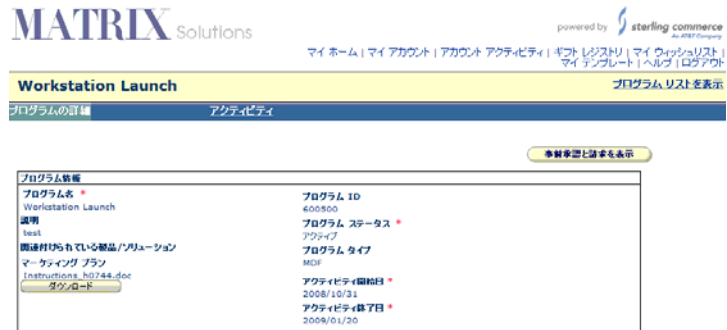 MATRIX Solutions
powered by sterling commerce
An AT&T Company
マイ ホーム | マイ アカウント | アカウント アクティビティ | ギフト レジストリ | マイ ウィッシュリスト |
マイ テンプレート | ヘルプ | ログアウト
Workstation Launch
プログラム リストを表示
プログラムの詳細 アクティビティ
事前承認と請求を表示
プログラム情報
プログラム名 *
Workstation Launch
説明
test
関連付けられている製品/ソリューション
マーケティング プラン
Instructions_h0744.doc
ダウンロード
プログラム ID
600500
プログラム ステータス *
アクティブ
プログラム タイプ
MDF
アクティビティ開始日 *
2008/10/31
アクティビティ終了日 *
2009/01/20